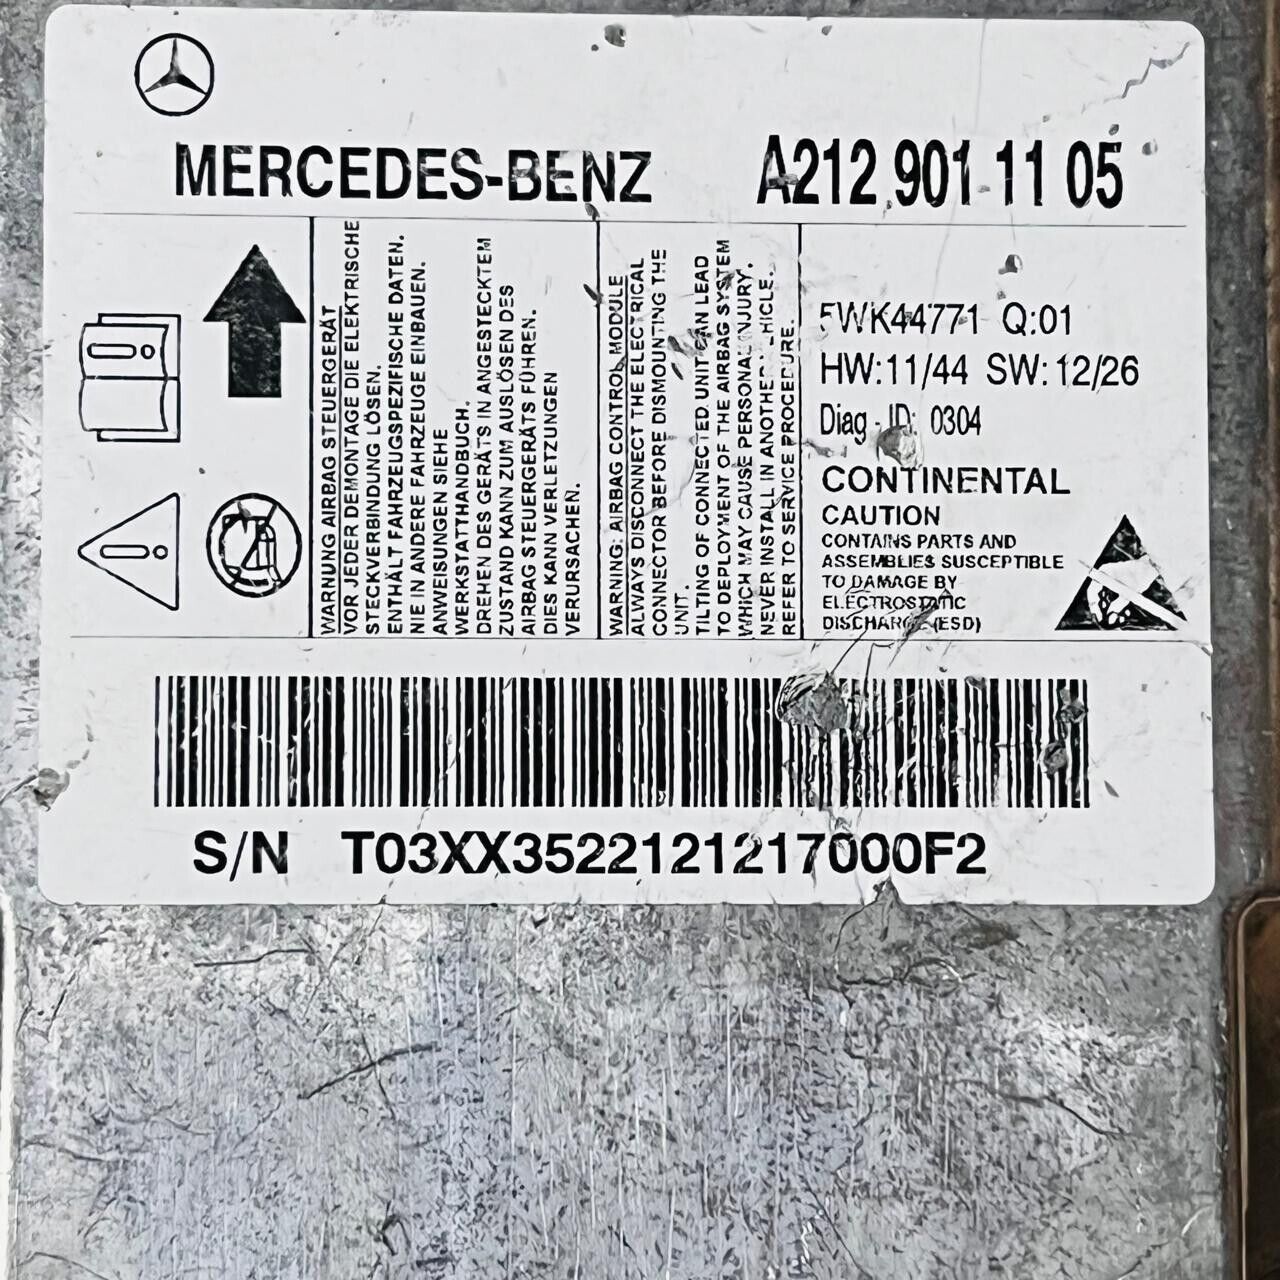 MERCEDES-BENZ
A212 901 11 05
WARNUNG AIRBAG STEUERGERÄT
VOR JEDER DEMONTAGE DIE ELEKTRISCHE
STECKVERBINDUNG LÖSEN.
ENTHÄLT FAHRZEUGSPEZIFISCHE DATEN.
NIE IN ANDERE FAHRZEUGE EINBAUEN.
ANWEISUNGEN SIEHE
WERKSTATTHANDBUCH.
DREHEN DES GERÄTS IN ANGESTECKTEM
ZUSTAND KANN ZUM AUSLÖSEN DES
AIRBAG STEUERGERÄTS FÜHREN.
DIES KANN VERLETZUNGEN
VERURSACHEN.
WARNING: AIRBAG CONTROL MODULE
ALWAYS DISCONNECT THE ELECTRICAL
CONNECTOR BEFORE DISMOUNTING THE
UNIT.
TILTING OF CONNECTED UNIT CAN LEAD
TO DEPLOYMENT OF THE AIRBAG SYSTEM
WHICH MAY CAUSE PERSONAL INJURY.
NEVER INSTALL IN ANOTHER VEHICLE.
REFER TO SERVICE PROCEDURE.
5WK44771 Q:01
HW:11/44 SW:12/26
Diag-ID: 0304
CONTINENTAL
CAUTION
CONTAINS PARTS AND
ASSEMBLIES SUSCEPTIBLE
TO DAMAGE BY
ELECTROSTATIC
DISCHARGE (ESD)
S/N T03XX3522121217000F2